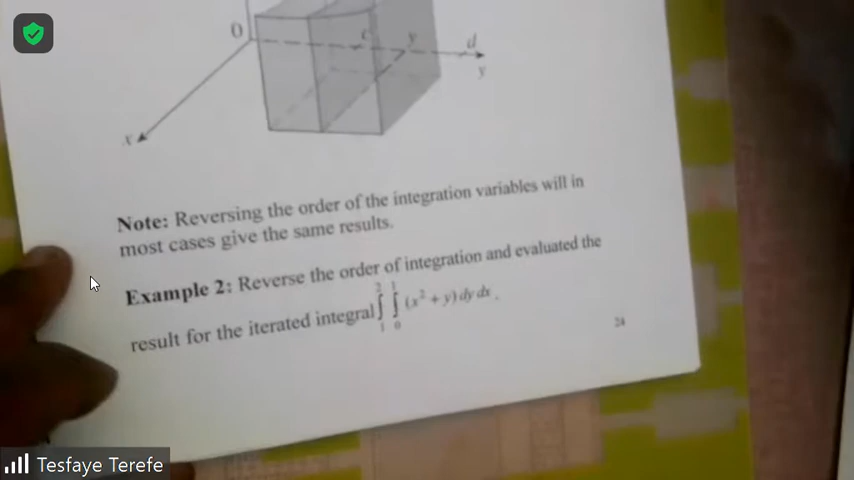 O
y
d
y
x
Note: Reversing the order of the integration variables will in
most cases give the same results.
Example 2: Reverse the order of integration and evaluated the
result for the iterated integral ∫₁² ∫₀¹ (x² + y) dy dx .
24
Tesfaye Terefe